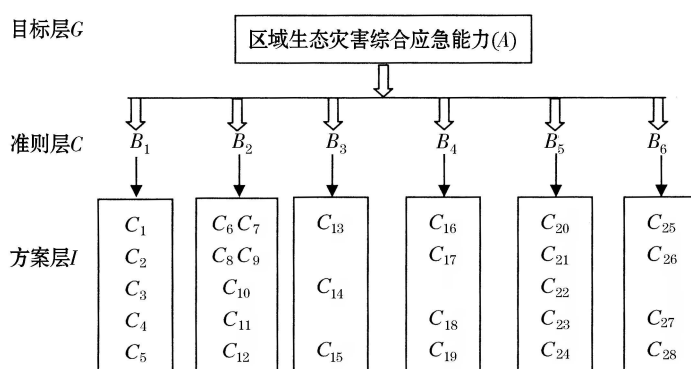 目标层G
区域生态灾害综合应急能力(A)
准则层C B₁ B₂ B₃ B₄ B₅ B₆
方案层I
C₁ C₆ C₇ C₁₃ C₁₆ C₂₀ C₂₅
C₂ C₈ C₉ C₁₇ C₂₁ C₂₆
C₃ C₁₀ C₁₄ C₂₂
C₄ C₁₁ C₁₈ C₂₃ C₂₇
C₅ C₁₂ C₁₅ C₁₉ C₂₄ C₂₈